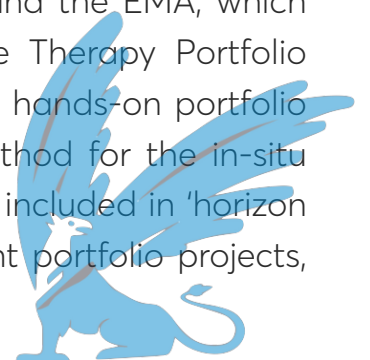 and the EMA, which
e Therapy Portfolio
hands-on portfolio
thod for the in-situ
included in ‘horizon
nt portfolio projects,